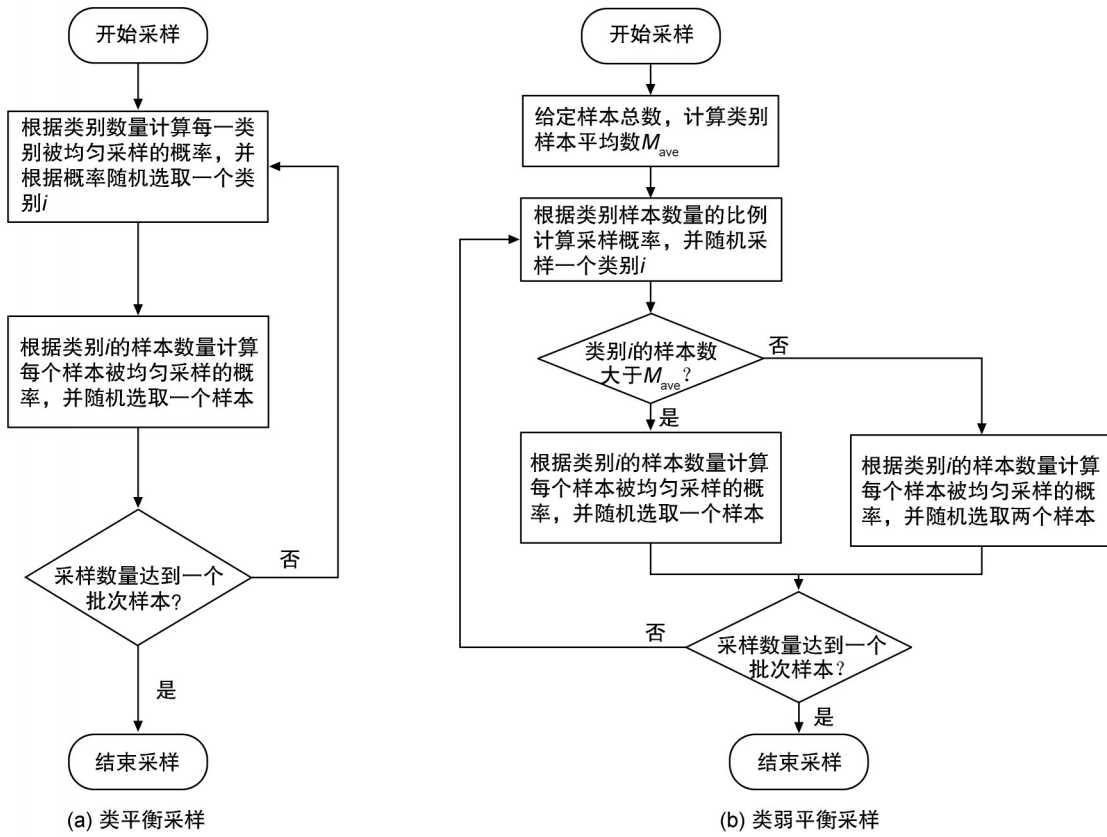 开始采样
根据类别数量计算每一类
别被均匀采样的概率，并
根据概率随机选取一个类
别i
根据类别i的样本数量计算
每个样本被均匀采样的概
率，并随机选取一个样本
采样数量达到一个
批次样本？
否
是
结束采样
(a) 类平衡采样
开始采样
给定样本总数，计算类别
样本平均数Mave
根据类别样本数量的比例
计算采样概率，并随机采
样一个类别i
类别i的样本数
大于Mave？
否
是
根据类别i的样本数量计算
每个样本被均匀采样的概
率，并随机选取一个样本
根据类别i的样本数量计算
每个样本被均匀采样的概
率，并随机选取两个样本
否
采样数量达到一个
批次样本？
是
结束采样
(b) 类弱平衡采样